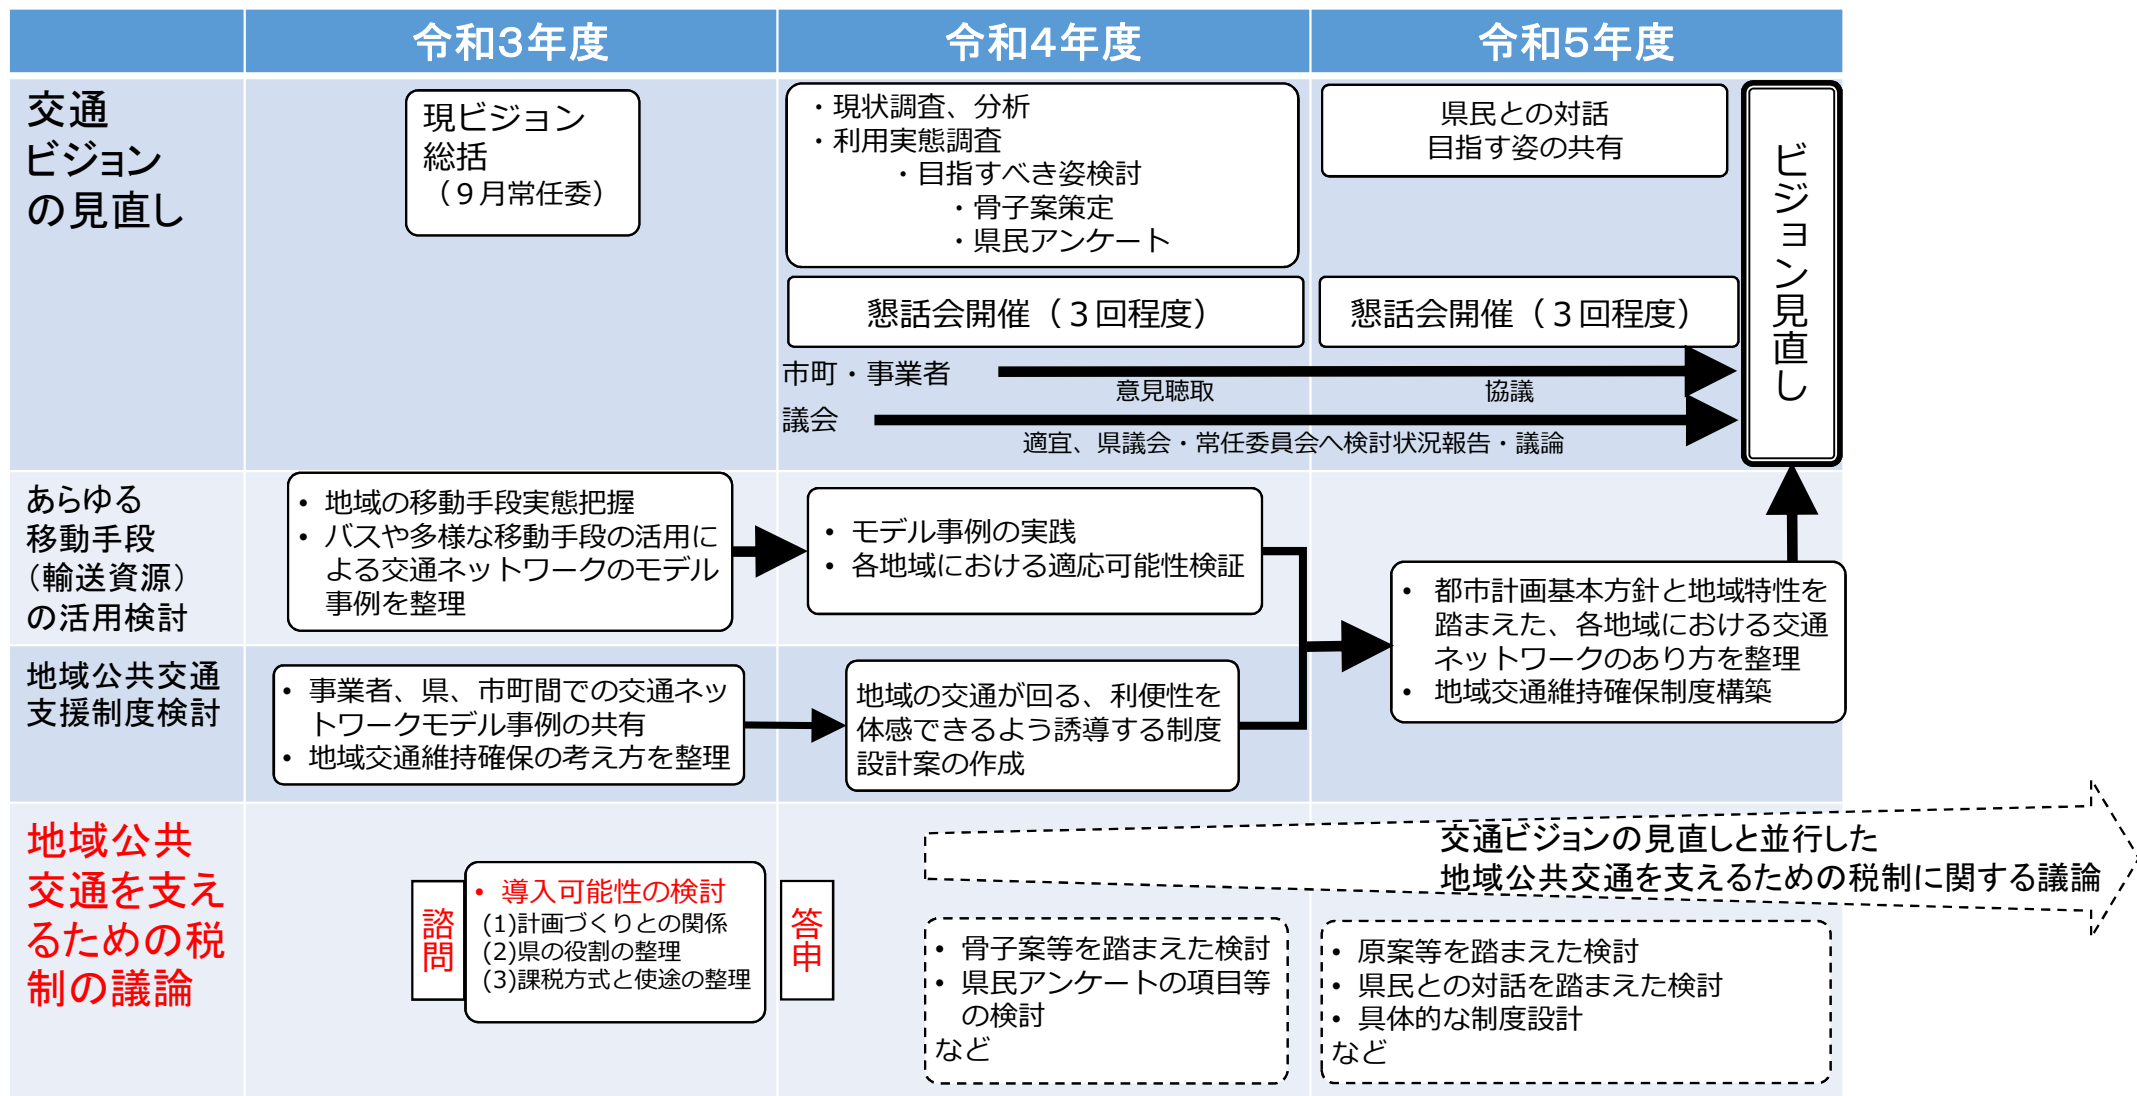 令和3年度
令和4年度
令和5年度
交通
ビジョン
の見直し
現ビジョン
総括
（９月常任委）
・現状調査、分析
・利用実態調査
・目指すべき姿検討
・骨子案策定
・県民アンケート
県民との対話
目指す姿の共有
懇話会開催（３回程度）
懇話会開催（３回程度）
市町・事業者
意見聴取
協議
議会
適宜、県議会・常任委員会へ検討状況報告・議論
ビジョン見直し
あらゆる
移動手段
（輸送資源）
の活用検討
• 地域の移動手段実態把握
• バスや多様な移動手段の活用に
よる交通ネットワークのモデル
事例を整理
• モデル事例の実践
• 各地域における適応可能性検証
• 都市計画基本方針と地域特性を
踏まえた、各地域における交通
ネットワークのあり方を整理
• 地域交通維持確保制度構築
地域公共交通
支援制度検討
• 事業者、県、市町間での交通ネッ
トワークモデル事例の共有
• 地域交通維持確保の考え方を整理
地域の交通が回る、利便性を
体感できるよう誘導する制度
設計案の作成
地域公共
交通を支え
るための税
制の議論
諮問
• 導入可能性の検討
(1)計画づくりとの関係
(2)県の役割の整理
(3)課税方式と使途の整理
答申
交通ビジョンの見直しと並行した
地域公共交通を支えるための税制に関する議論
• 骨子案等を踏まえた検討
• 県民アンケートの項目等
の検討
など
• 原案等を踏まえた検討
• 県民との対話を踏まえた検討
• 具体的な制度設計
など